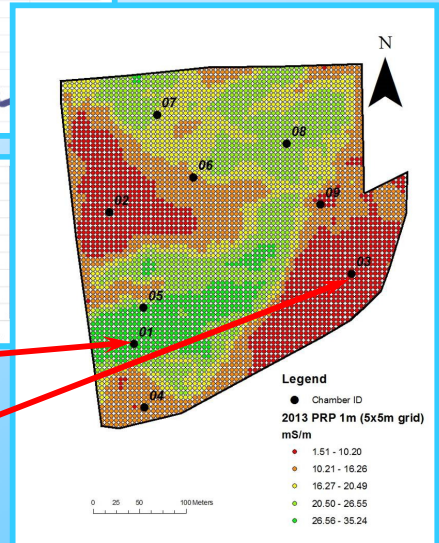 N
07
08
06
02
09
03
05
01
04
Legend
Chamber ID
2013 PRP 1m (5x5m grid)
mS/m
1.51 - 10.20
10.21 - 16.26
16.27 - 20.49
20.50 - 26.55
26.56 - 35.24
0 25 50 100 Meters